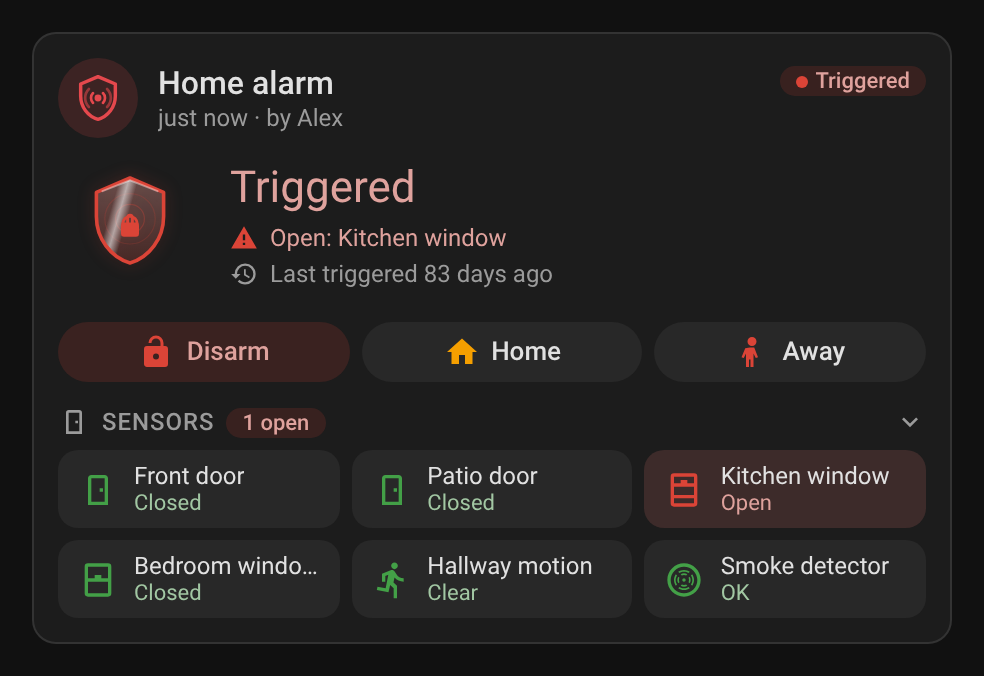 Home alarm
Triggered
just now · by Alex
Triggered
Open: Kitchen window
Last triggered 83 days ago
Disarm
Home
Away
SENSORS
1 open
Front door
Closed
Patio door
Closed
Kitchen window
Open
Bedroom windo...
Closed
Hallway motion
Clear
Smoke detector
OK